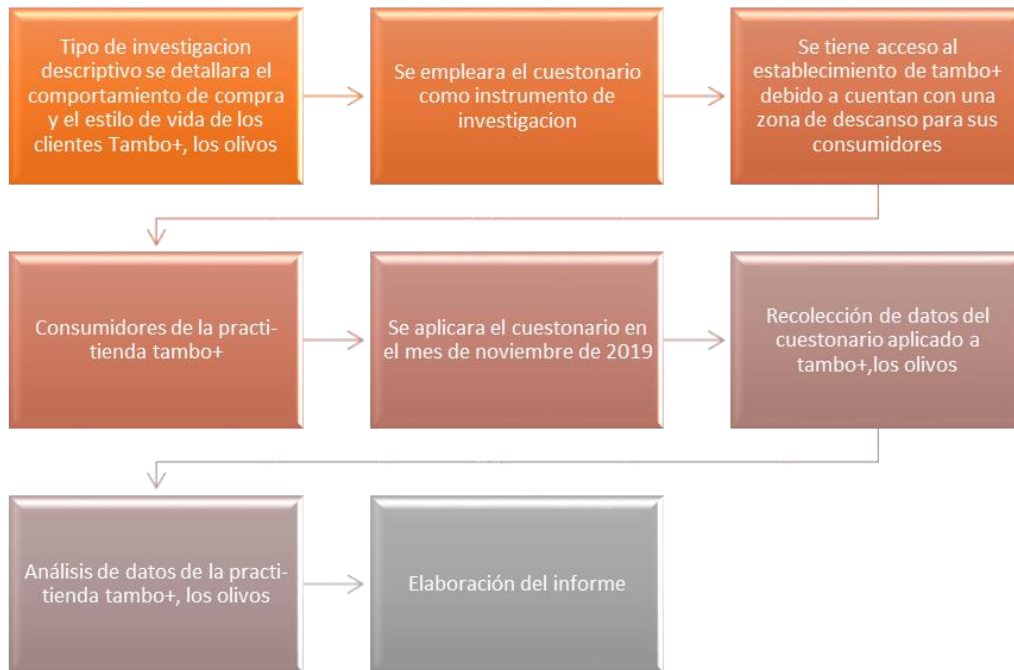 Tipo de investigacion
descriptivo se detallara el
comportamiento de compra
y el estilo de vida de los
clientes Tambo+, los olivos
Se empleara el cuestonario
como instrumento de
investigacion
Se tiene acceso al
establecimiento de tambo+
debido a cuentan con una
zona de descanso para sus
consumidores
Consumidores de la practi-
tienda tambo+
Se aplicara el cuestonario en
el mes de noviembre de 2019
Recolección de datos del
cuestonario aplicado a
tambo+,los olivos
Análisis de datos de la practi-
tienda tambo+, los olivos
Elaboración del informe